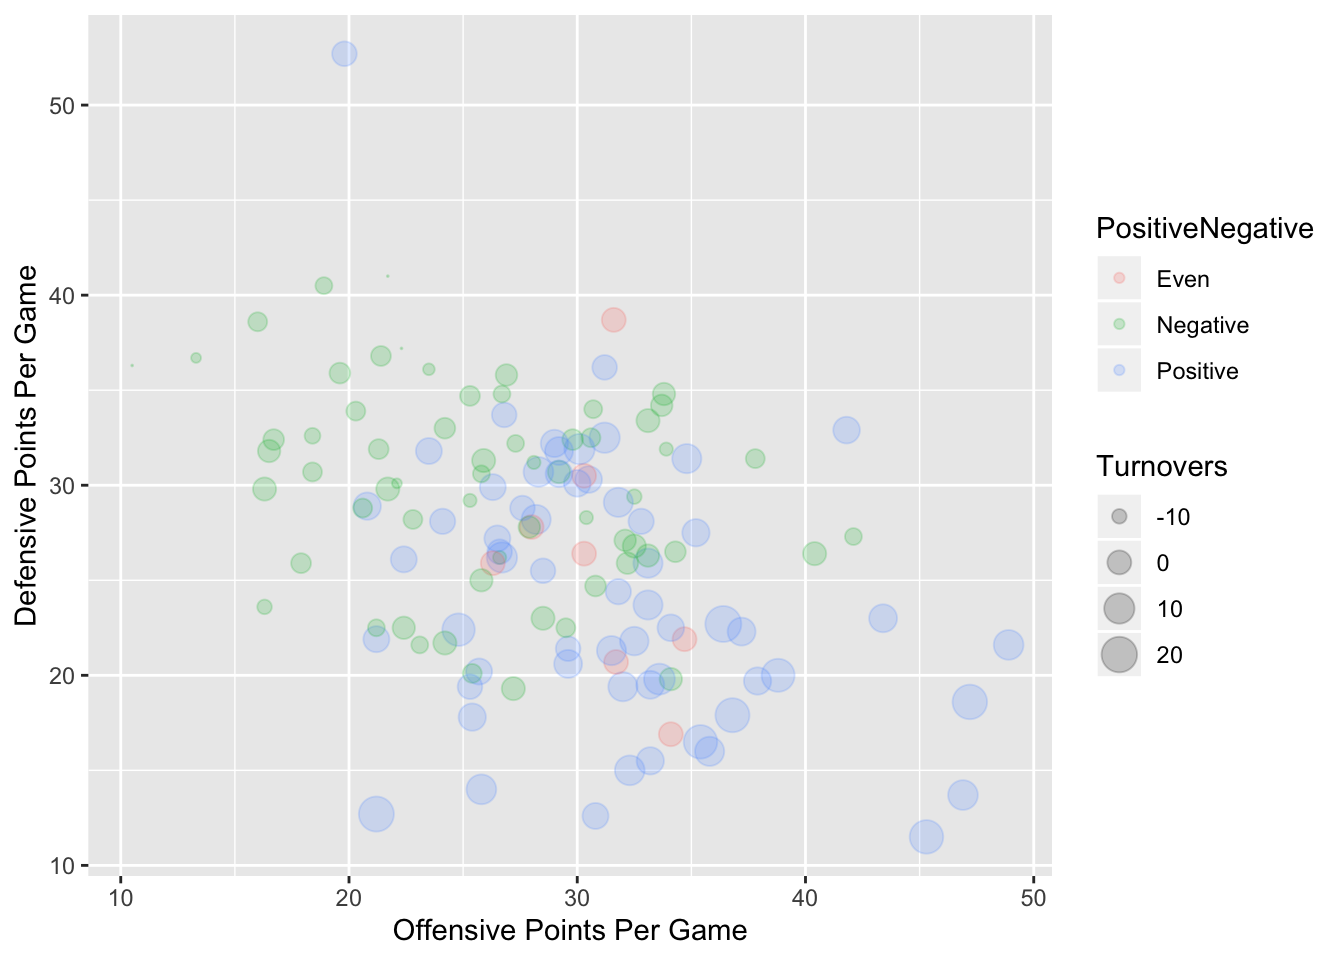 50
40
30
20
10
Defensive Points Per Game
10 20 30 40 50
Offensive Points Per Game
PositiveNegative
Even
Negative
Positive
Turnovers
-10
0
10
20